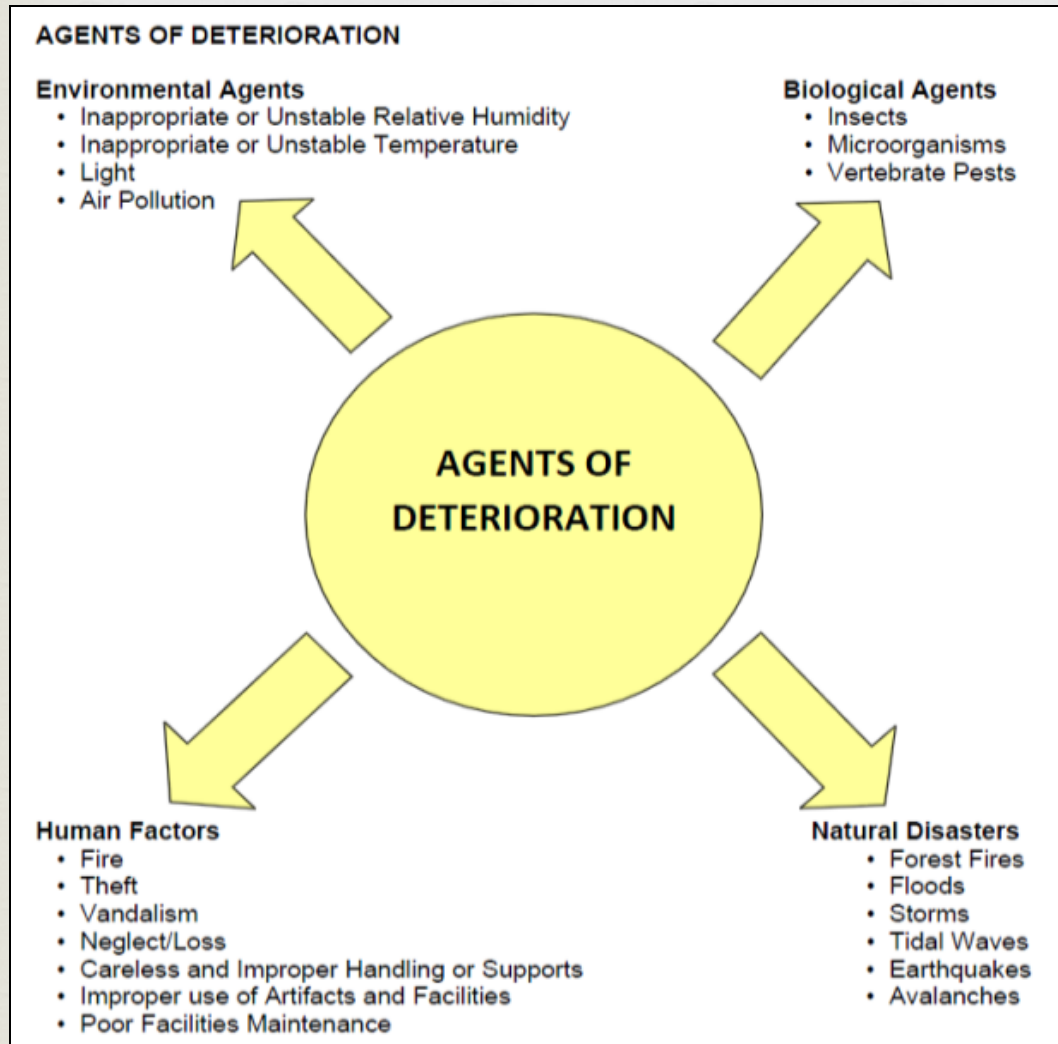 AGENTS OF DETERIORATION
Environmental Agents
• Inappropriate or Unstable Relative Humidity
• Inappropriate or Unstable Temperature
• Light
• Air Pollution
Biological Agents
• Insects
• Microorganisms
• Vertebrate Pests
AGENTS OF
DETERIORATION
Human Factors
• Fire
• Theft
• Vandalism
• Neglect/Loss
• Careless and Improper Handling or Supports
• Improper use of Artifacts and Facilities
• Poor Facilities Maintenance
Natural Disasters
• Forest Fires
• Floods
• Storms
• Tidal Waves
• Earthquakes
• Avalanches